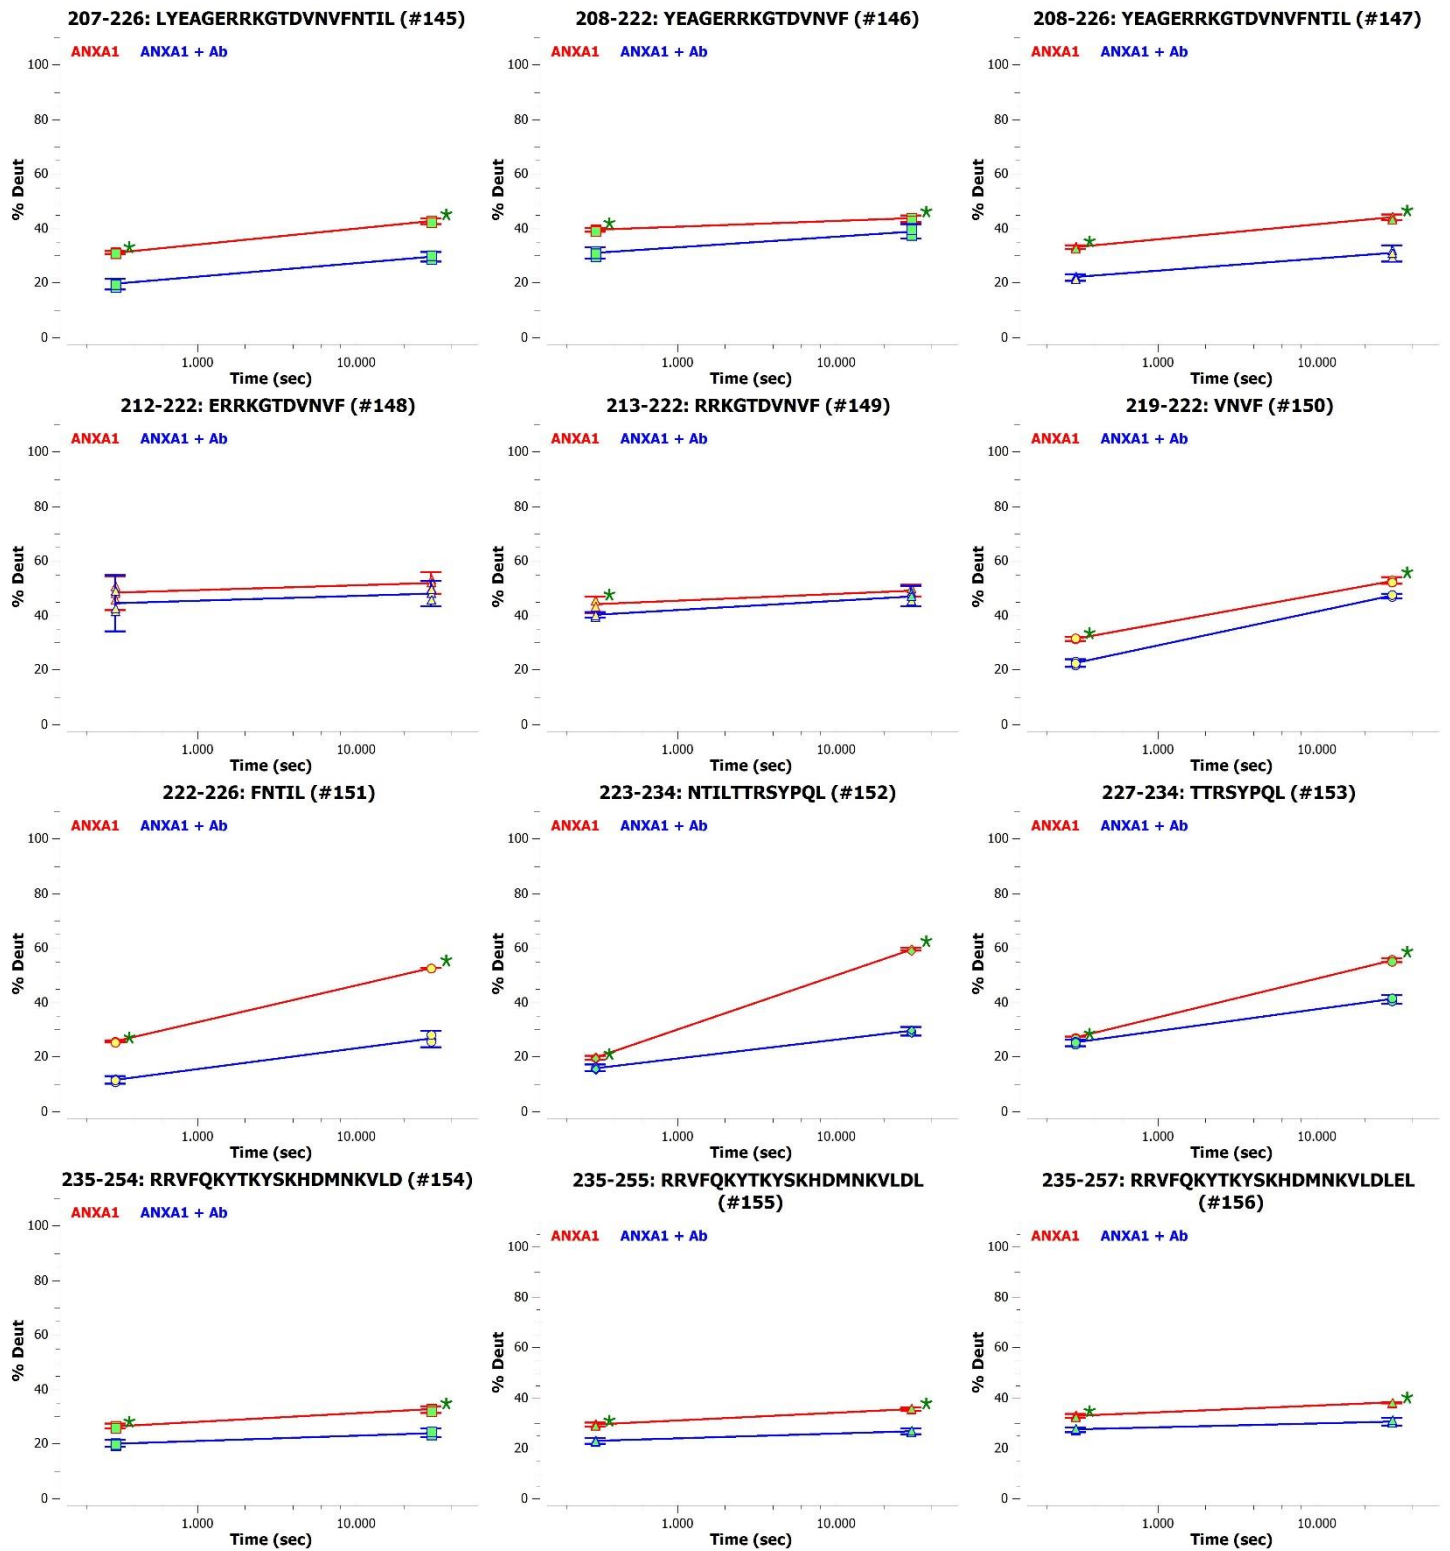 207-226: LYEAGERRKGTDVNVFNTIL (#145)
ANXA1 ANXA1 + Ab
100
80
60
40
20
0
% Deut
1.000 10.000
Time (sec)
208-222: YEAGERRKGTDVNVF (#146)
ANXA1 ANXA1 + Ab
100
80
60
40
20
0
% Deut
1.000 10.000
Time (sec)
208-226: YEAGERRKGTDVNVFNTIL (#147)
ANXA1 ANXA1 + Ab
100
80
60
40
20
0
% Deut
1.000 10.000
Time (sec)
212-222: ERRKGTDVNVF (#148)
ANXA1 ANXA1 + Ab
100
80
60
40
20
0
% Deut
1.000 10.000
Time (sec)
213-222: RRKGTDVNVF (#149)
ANXA1 ANXA1 + Ab
100
80
60
40
20
0
% Deut
1.000 10.000
Time (sec)
219-222: VNVF (#150)
ANXA1 ANXA1 + Ab
100
80
60
40
20
0
% Deut
1.000 10.000
Time (sec)
222-226: FNTIL (#151)
ANXA1 ANXA1 + Ab
100
80
60
40
20
0
% Deut
1.000 10.000
Time (sec)
223-234: NTILTTRSYPQL (#152)
ANXA1 ANXA1 + Ab
100
80
60
40
20
0
% Deut
1.000 10.000
Time (sec)
227-234: TTRSYPQL (#153)
ANXA1 ANXA1 + Ab
100
80
60
40
20
0
% Deut
1.000 10.000
Time (sec)
235-254: RRVFQKYTKYSKHDMNKVLD (#154)
ANXA1 ANXA1 + Ab
100
80
60
40
20
0
% Deut
1.000 10.000
Time (sec)
235-255: RRVFQKYTKYSKHDMNKVLDL
(#155)
ANXA1 ANXA1 + Ab
100
80
60
40
20
0
% Deut
1.000 10.000
Time (sec)
235-257: RRVFQKYTKYSKHDMNKVLDLEL
(#156)
ANXA1 ANXA1 + Ab
100
80
60
40
20
0
% Deut
1.000 10.000
Time (sec)